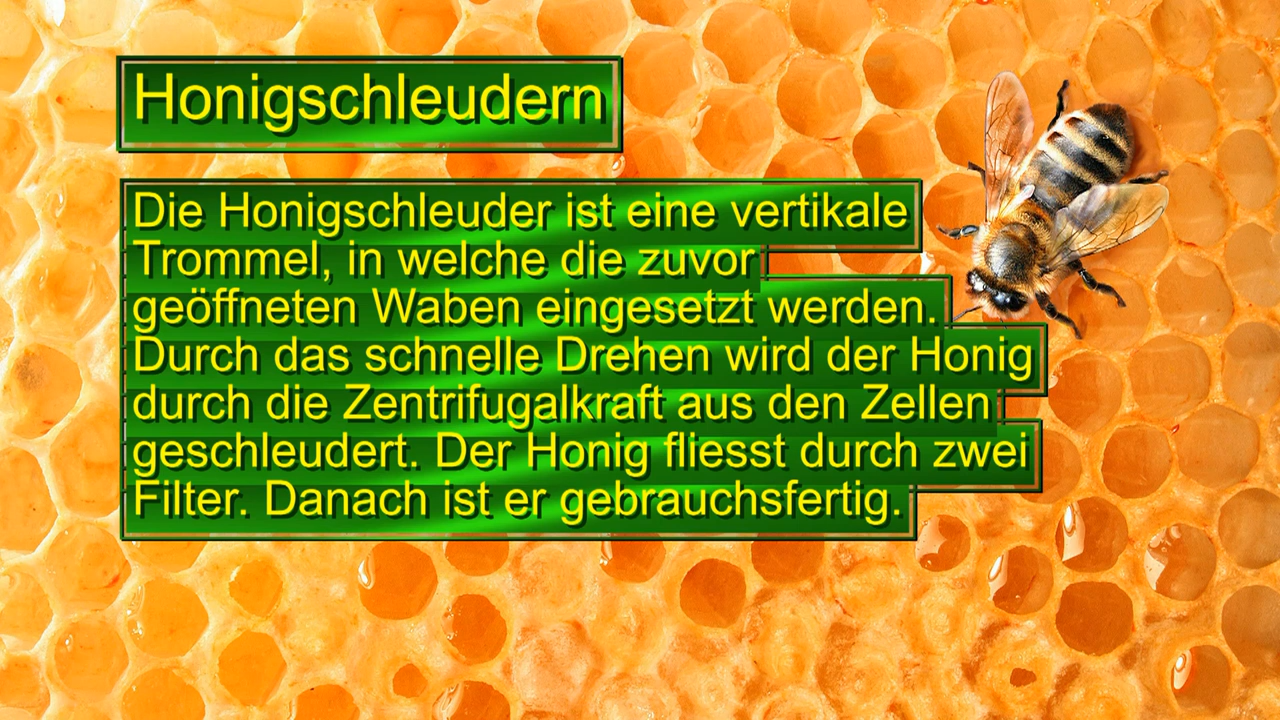 Honigschleudern
Die Honigschleuder ist eine vertikale
Trommel, in welche die zuvor
geöffneten Waben eingesetzt werden.
Durch das schnelle Drehen wird der Honig
durch die Zentrifugalkraft aus den Zellen
geschleudert. Der Honig fliesst durch zwei
Filter. Danach ist er gebrauchsfertig.